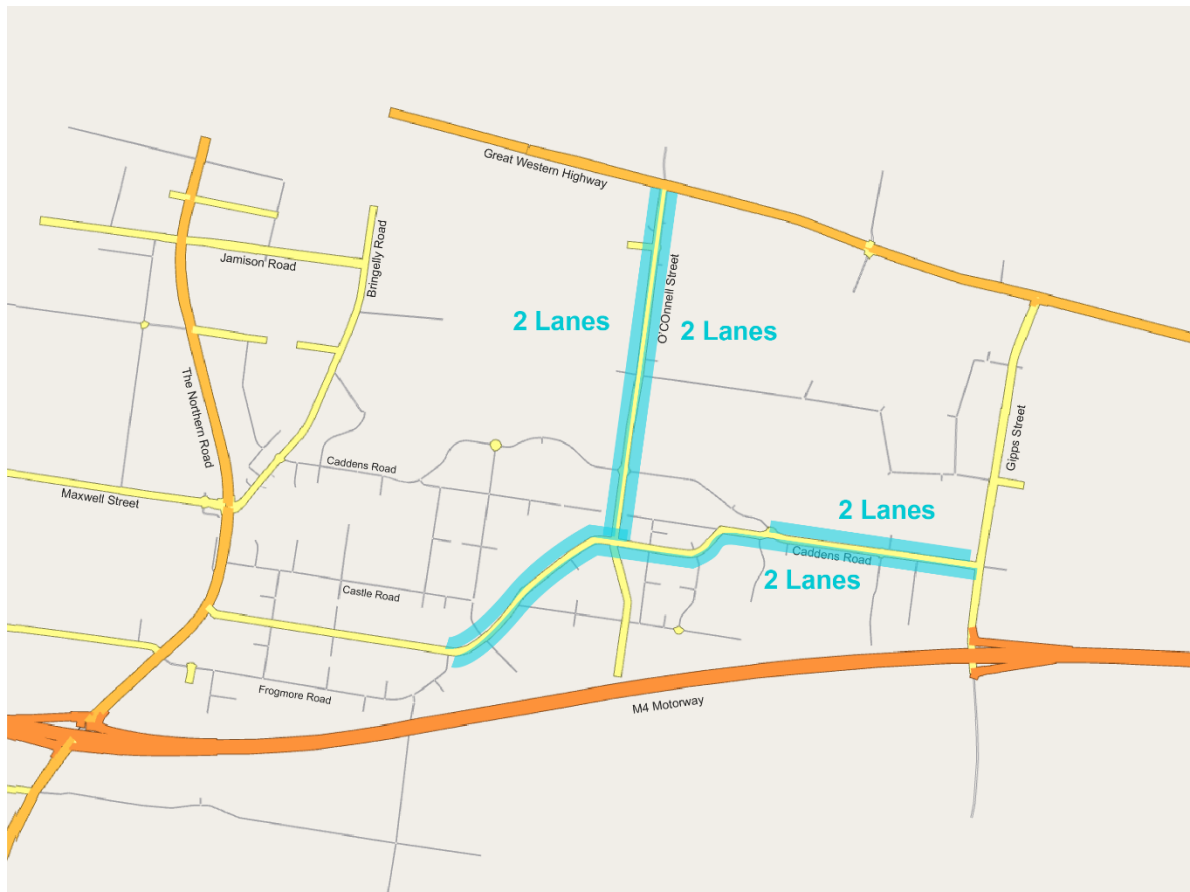 Great Western Highway
Jamison Road
Bringelly Road
O'COnnell Street
2 Lanes
2 Lanes
The Northern Road
Gipps Street
Caddens Road
Maxwell Street
2 Lanes
Caddens Road
2 Lanes
Castle Road
Frogmore Road
M4 Motorway